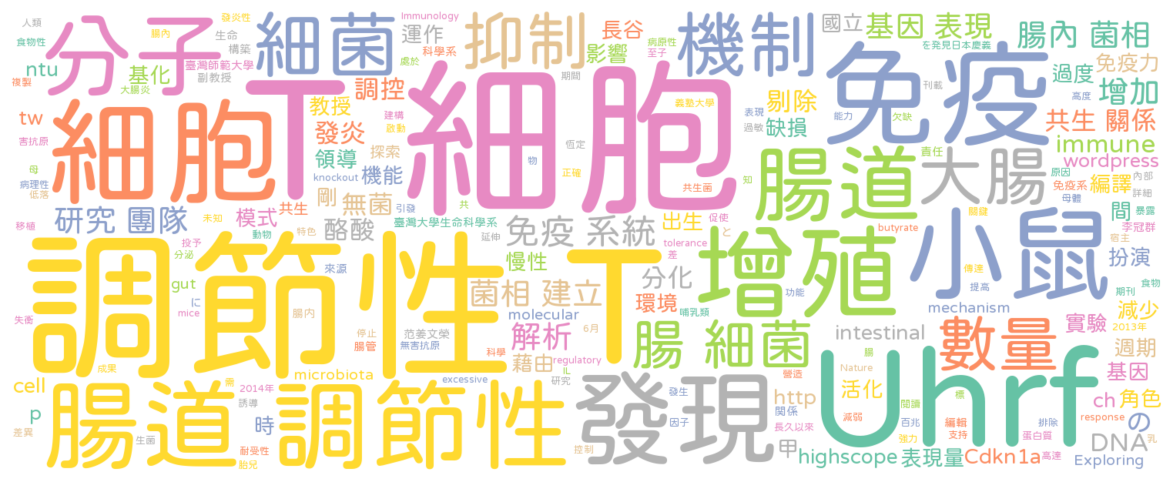 人類
發炎性
分子
細菌
Immunology
運作
抑制
長谷
影響
病原性
至子
機制
國立
基因 表現
を発見日本慶義
腸內 菌相
食物性
腸內
生命
構築
科學系
ntu
複製
基化
臺灣師範大學
副教授
大腸炎
處於
期間
免疫
過度
免疫力
增加
tw
細胞
T 細胞
教授
調控
建構
啟動
發炎
蟲塾大學
表現
過敏
剔除
缺損
能力
欠缺
刊載
高度
共生 關係
immune
wordpress
害抗原
領導
探索
機能
恆定
物
腸道
大腸
責任
編譯
原因
免疫系
母體
內部
詳細
母
病理性
低落
knockout
剛
無菌
引發
正確
共生菌
知
間
暴露
移植
研究 團隊
模式
共生
未知
動物
特色
臺灣大學生命科學系
酪酸
延伸
共
免疫 系統
出生
促使
と
tolerance
差
butyrate
關鍵
宿主
李冠群
扮演
傳達
提高
小鼠
食物
期刊
投予
分泌
調節性 T
增殖
慢性
分化
環境
功能
哺乳類
mechanism
減少
2013年
來源
gut
に
mice
失衡
腸內
菌相 建立
molecular
停止
腸管
范姜文榮
無害抗原
科學
6月
解析
藉由
regulatory
IL
研究
腸 細菌
intestinal
數量
實驗
週期
成果
cell
需
2014年
誘導
microbiota
excessive
發現
發生
因子
營造
http
關係
Nature
腸
活化
減弱
閱讀
百兆
標
強力
Uhrf
基因
ch
角色
response
排除
p
差異
腸道
調節性
時
生菌
耐受性
胎兒
控制
甲
長久以來
編輯
支持
蛋白質
の
DNA
乳
highscope
表現量
Cdkn1a
高速
Exploring